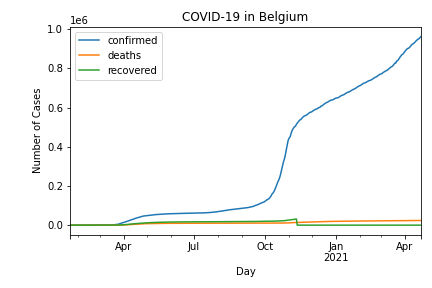 COVID-19 in Belgium
1e6
confirmed
deaths
recovered
Number of Cases
1.0
0.8
0.6
0.4
0.2
0.0
Apr
Jul
Oct
Jan
2021
Apr
Day